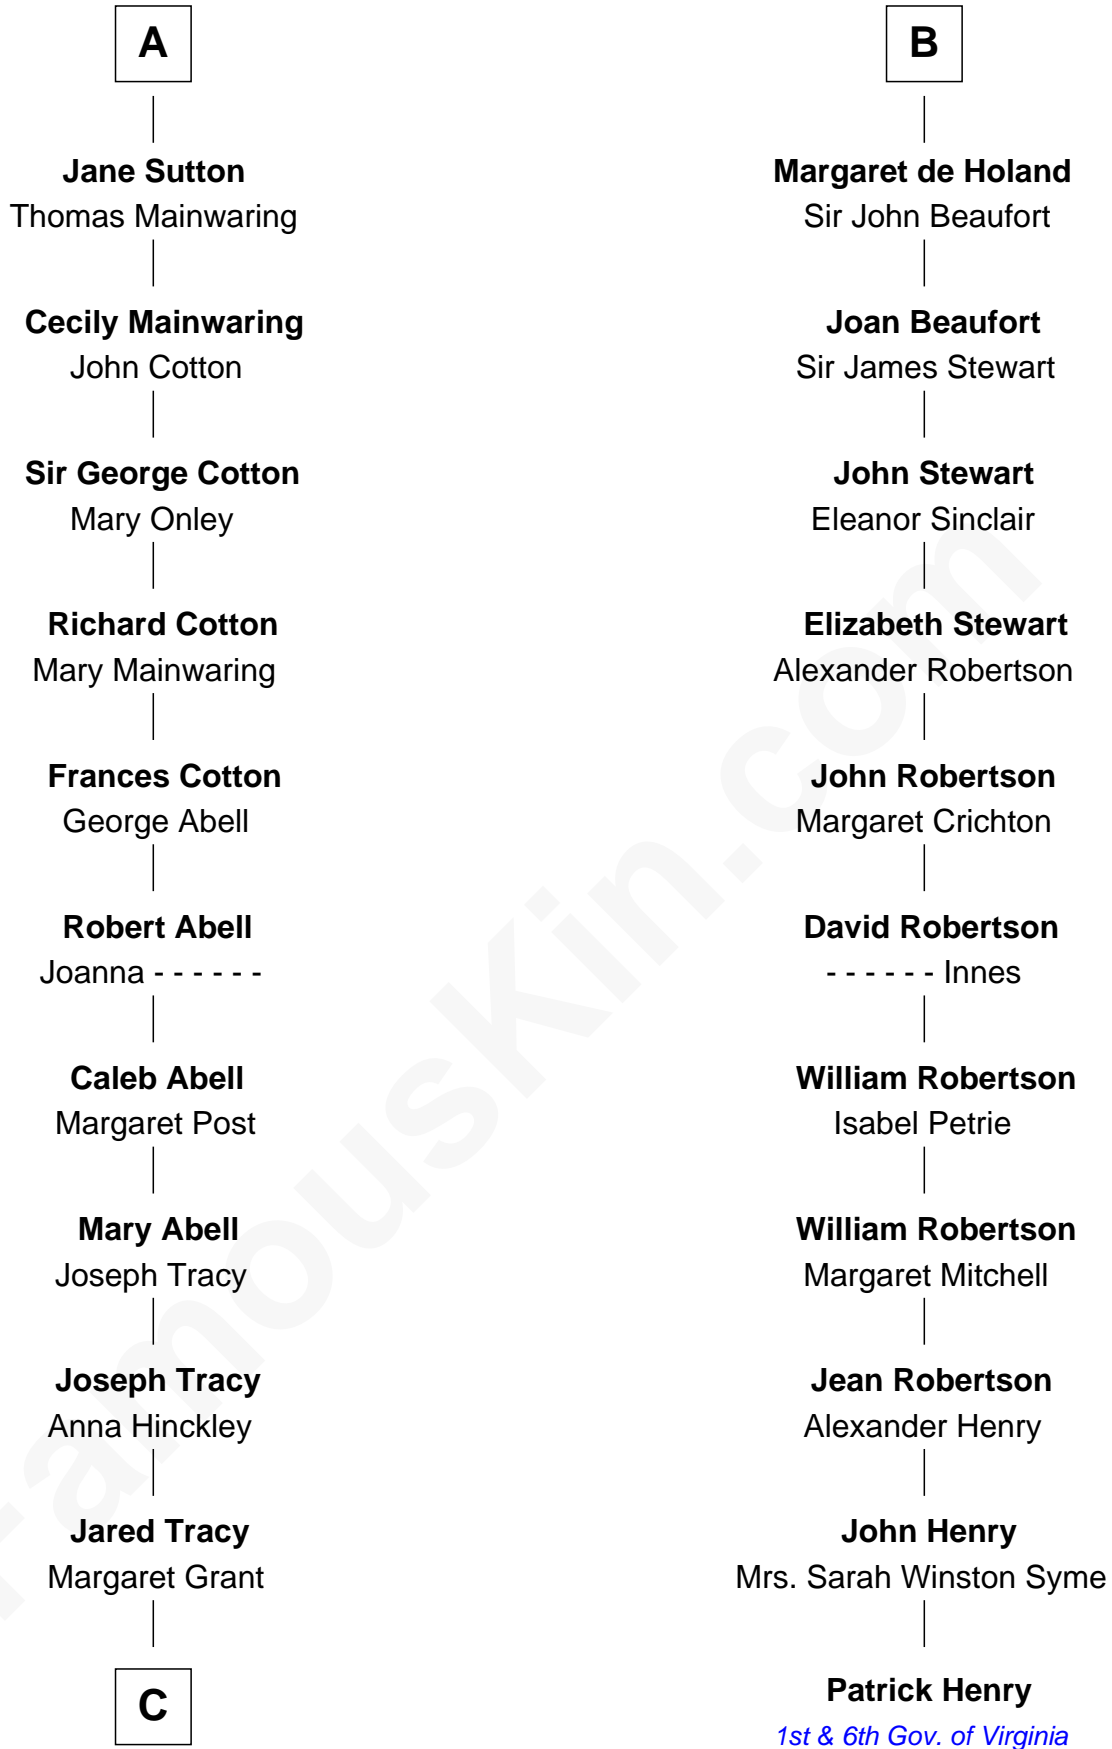 A
Jane Sutton
Thomas Mainwaring
Cecily Mainwaring
John Cotton
Sir George Cotton
Mary Onley
Richard Cotton
Mary Mainwaring
Frances Cotton
George Abell
Robert Abell
Joanna - - - - - -
Caleb Abell
Margaret Post
Mary Abell
Joseph Tracy
Joseph Tracy
Anna Hinckley
Jared Tracy
Margaret Grant
C
B
Margaret de Holand
Sir John Beaufort
Joan Beaufort
Sir James Stewart
John Stewart
Eleanor Sinclair
Elizabeth Stewart
Alexander Robertson
John Robertson
Margaret Crichton
David Robertson
- - - - - - Innes
William Robertson
Isabel Petrie
William Robertson
Margaret Mitchell
Jean Robertson
Alexander Henry
John Henry
Mrs. Sarah Winston Syme
Patrick Henry
1st & 6th Gov. of Virginia
FamousKin.com